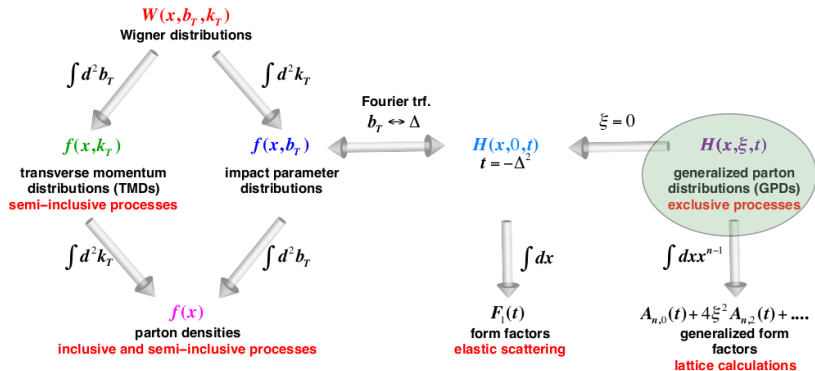 W(x,b_T,k_T)
Wigner distributions
∫d²b_T
∫d²k_T
Fourier trf.
b_T ↔ Δ
ξ = 0
f(x,k_T)
f(x,b_T)
H(x,0,t)
t = −Δ²
H(x,ξ,t)
transverse momentum
distributions (TMDs)
semi–inclusive processes
impact parameter
distributions
generalized parton
distributions (GPDs)
exclusive processes
∫d²k_T
∫d²b_T
∫dx
∫dxx^{n−1}
f(x)
parton densities
inclusive and semi–inclusive processes
F_1(t)
form factors
elastic scattering
A_{n,0}(t) + 4ξ² A_{n,2}(t) + ....
generalized form
factors
lattice calculations